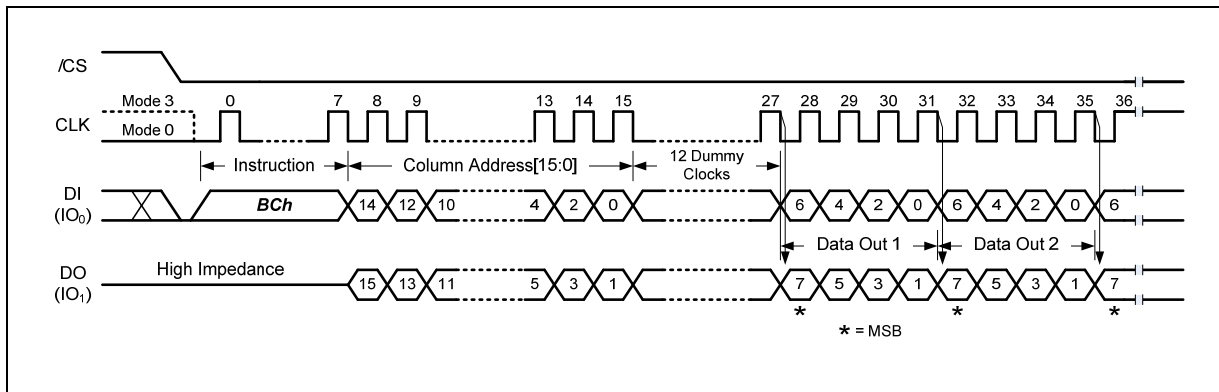 /CS
Mode 3 0 7 8 9 13 14 15 27 28 29 30 31 32 33 34 35 36
CLK
Mode 0
Instruction Column Address[15:0] 12 Dummy
Clocks
DI
(IO0) BCh 14 12 10 4 2 0 6 4 2 0 6 4 2 0 6
Data Out 1 Data Out 2
DO
(IO1) High Impedance 15 13 11 5 3 1 7 5 3 1 7 5 3 1 7
* * *
* = MSB